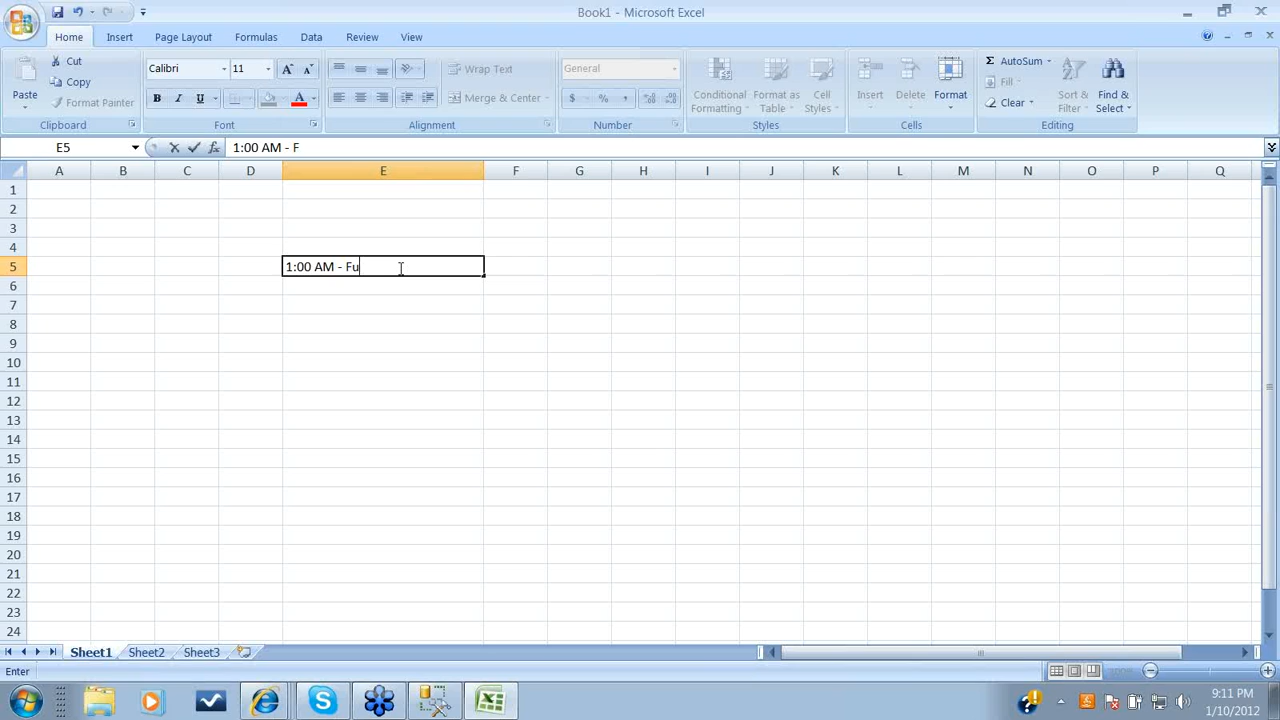 Book1 - Microsoft Excel
Home Insert Page Layout Formulas Data Review View
Paste
Cut
Copy
Format Painter
Clipboard
Calibri 11
A A
B I U A
Font
Wrap Text
Merge & Center
Alignment
General
$ % ,
Number
Conditional Formatting
Format as Table
Cell Styles
Styles
Insert Delete Format
Cells
Σ AutoSum
Fill
Clear
Sort & Filter
Find & Select
Editing
E5 fx 1:00 AM - F
A B C D E F G H I J K L M N O P Q
1
2
3
4
5 1:00 AM - Fu
6
7
8
9
10
11
12
13
14
15
16
17
18
19
20
21
22
23
24
Sheet1 Sheet2 Sheet3
Enter
9:11 PM
1/10/2012